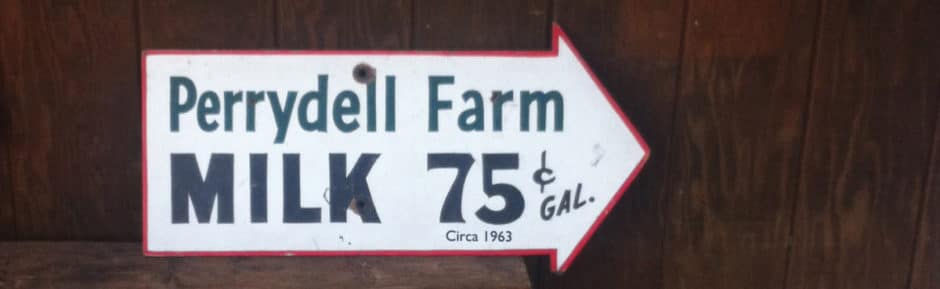 Perrydell Farm
MILK 75¢ GAL.
Circa 1963